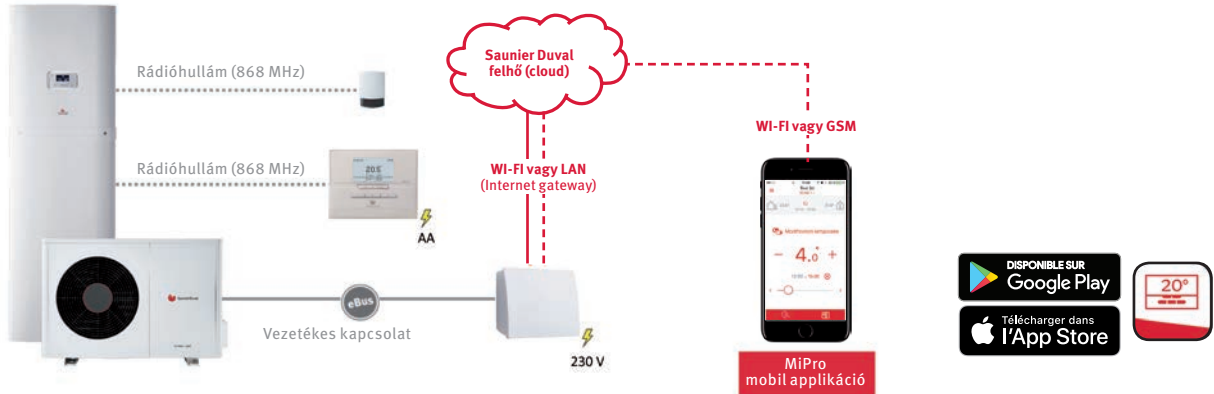 Rádióhullám (868 MHz)
Rádióhullám (868 MHz)
20.5°
AA
eBus
Vezetékes kapcsolat
230 V
Saunier Duval
felhő (cloud)
WI-FI vagy LAN
(Internet gateway)
WI-FI vagy GSM
− 4.0° +
MiPro
mobil applikáció
DISPONIBLE SUR
Google Play
Télécharger dans
l'App Store
20°